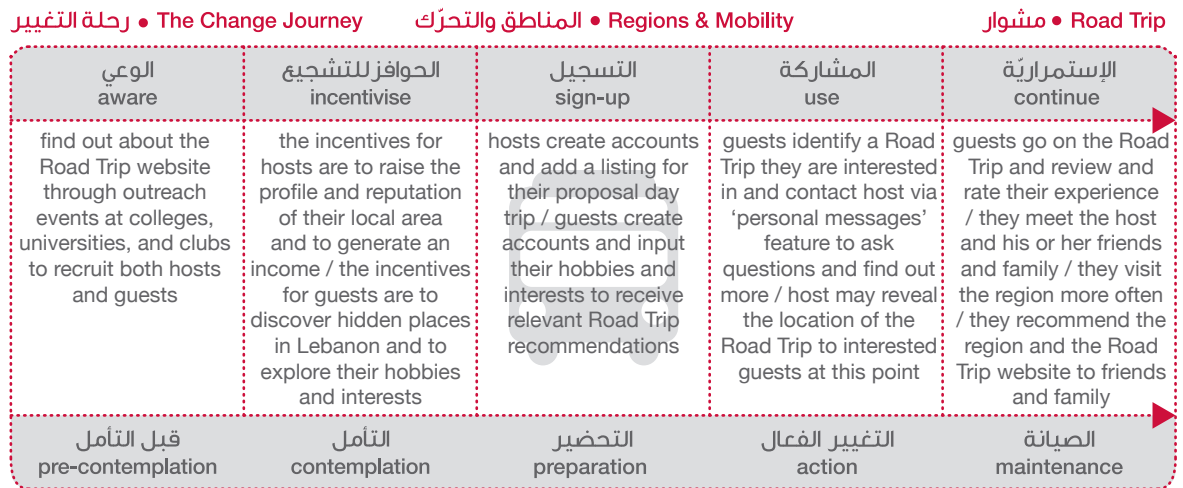 رحلة التغيير • The Change Journey
المناطق والتحرّك • Regions & Mobility
مشوار • Road Trip
الوعي
aware
الحوافز للتشجيع
incentivise
التسجيل
sign-up
المشاركة
use
الإستمراريّة
continue
find out about the
Road Trip website
through outreach
events at colleges,
universities, and clubs
to recruit both hosts
and guests
the incentives for
hosts are to raise the
profile and reputation
of their local area
and to generate an
income / the incentives
for guests are to
discover hidden places
in Lebanon and to
explore their hobbies
and interests
hosts create accounts
and add a listing for
their proposal day
trip / guests create
accounts and input
their hobbies and
interests to receive
relevant Road Trip
recommendations
guests identify a Road
Trip they are interested
in and contact host via
‘personal messages’
feature to ask
questions and find out
more / host may reveal
the location of the
Road Trip to interested
guests at this point
guests go on the Road
Trip and review and
rate their experience
/ they meet the host
and his or her friends
and family / they visit
the region more often
/ they recommend the
region and the Road
Trip website to friends
and family
قبل التأمل
pre-contemplation
التأمل
contemplation
التحضير
preparation
التغيير الفعال
action
الصيانة
maintenance